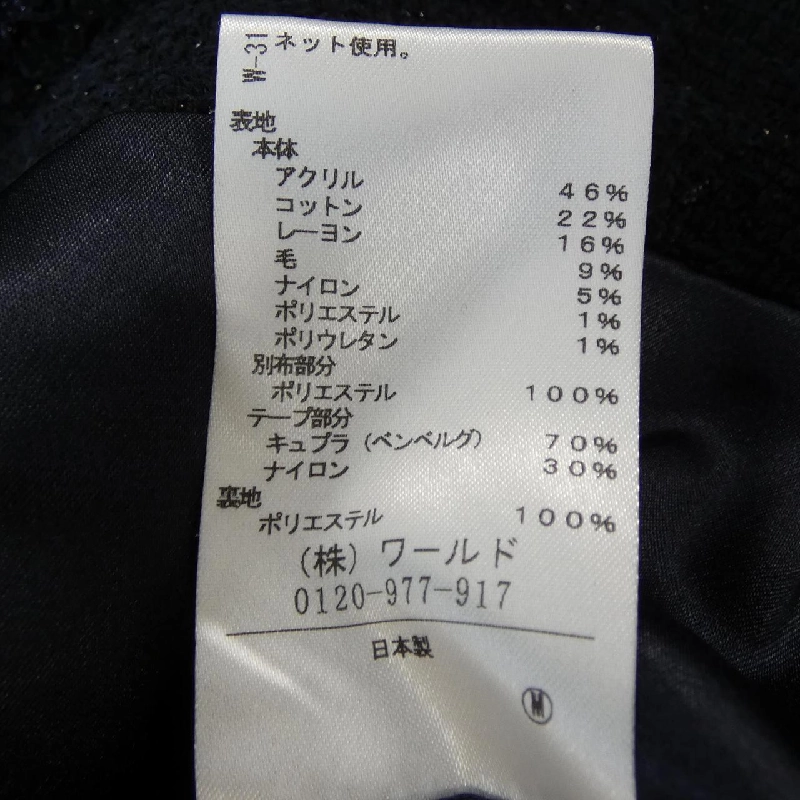 W-31 ネット使用。
表地
本体
アクリル 46%
コットン 22%
レーヨン 16%
毛 9%
ナイロン 5%
ポリエステル 1%
ポリウレタン 1%
別布部分
ポリエステル 100%
テープ部分
キュプラ(ベンベルグ) 70%
ナイロン 30%
裏地
ポリエステル 100%
(株)ワールド
0120-977-917
日本製
M